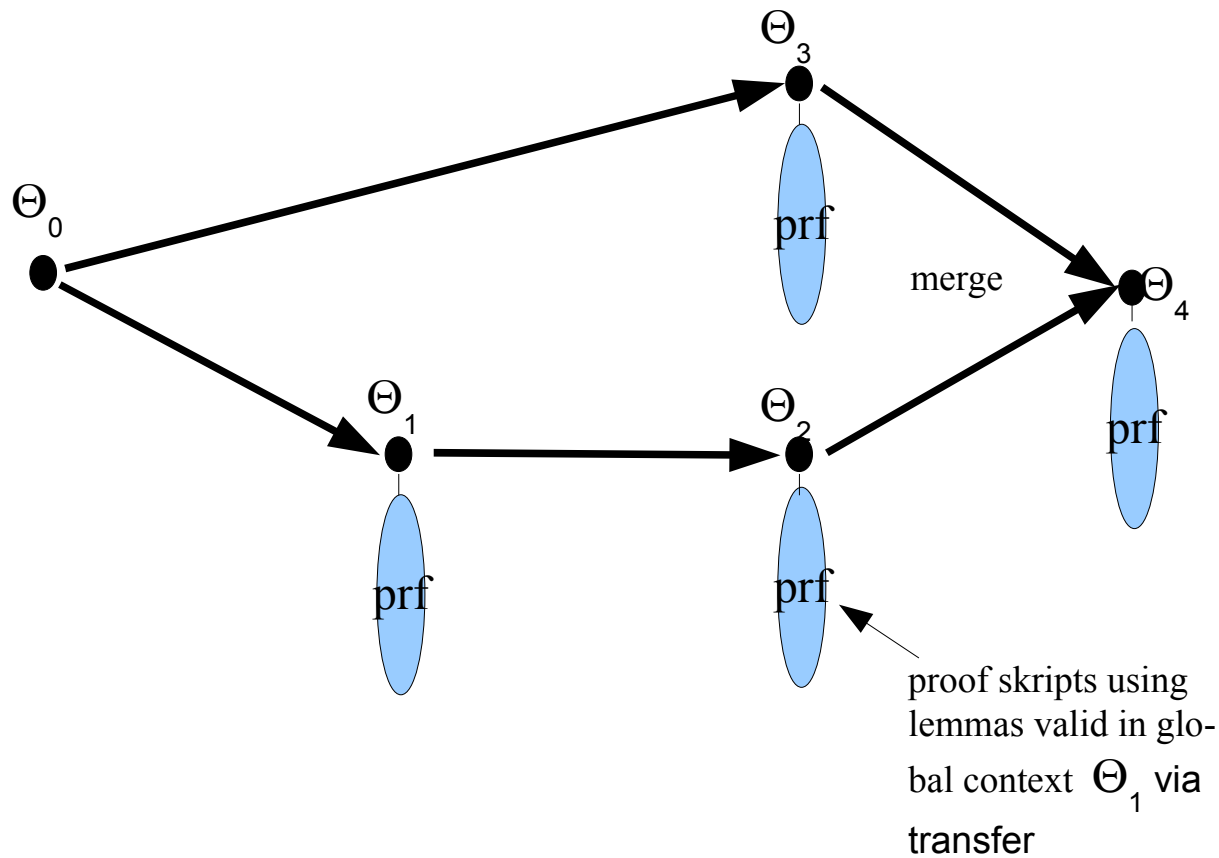 Θ3
Θ0
prf
merge
Θ4
Θ1
Θ2
prf
prf
prf
proof skripts using
lemmas valid in glo-
bal context Θ1 via
transfer